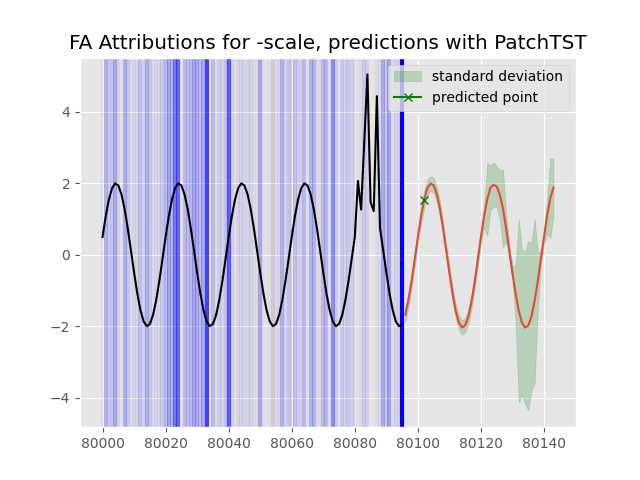 FA Attributions for -scale, predictions with PatchTST
standard deviation
predicted point
4
2
0
−2
−4
80000 80020 80040 80060 80080 80100 80120 80140